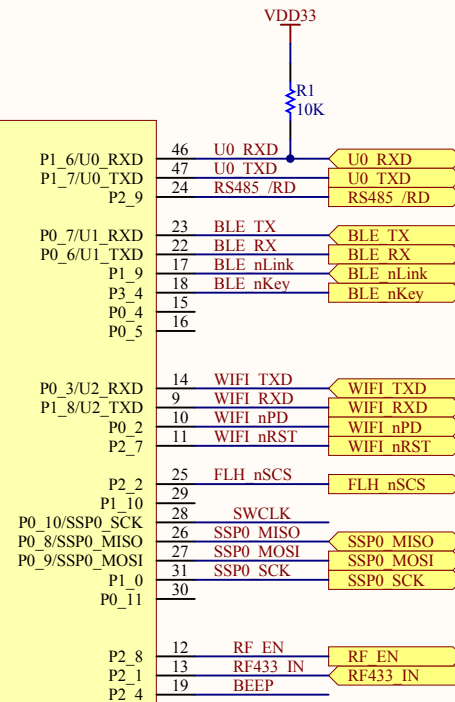 VDD33
R1
10K
P1_6/U0_RXD 46 U0_RXD U0_RXD
P1_7/U0_TXD 47 U0_TXD U0_TXD
P2_9 24 RS485_/RD RS485_/RD
P0_7/U1_RXD 23 BLE_TX BLE_TX
P0_6/U1_TXD 22 BLE_RX BLE_RX
P1_9 17 BLE_nLink BLE_nLink
P3_4 18 BLE_nKey BLE_nKey
P0_4 15
P0_5 16
P0_3/U2_RXD 14 WIFI_TXD WIFI_TXD
P1_8/U2_TXD 9 WIFI_RXD WIFI_RXD
P0_2 10 WIFI_nPD WIFI_nPD
P2_7 11 WIFI_nRST WIFI_nRST
P2_2 25 FLH_nSCS FLH_nSCS
P1_10 29
P0_10/SSP0_SCK 28 SWCLK
P0_8/SSP0_MISO 26 SSP0_MISO SSP0_MISO
P0_9/SSP0_MOSI 27 SSP0_MOSI SSP0_MOSI
P1_0 31 SSP0_SCK SSP0_SCK
P0_11 30
P2_8 12 RF_EN RF_EN
P2_1 13 RF433_IN RF433_IN
P2_4 19 BEEP